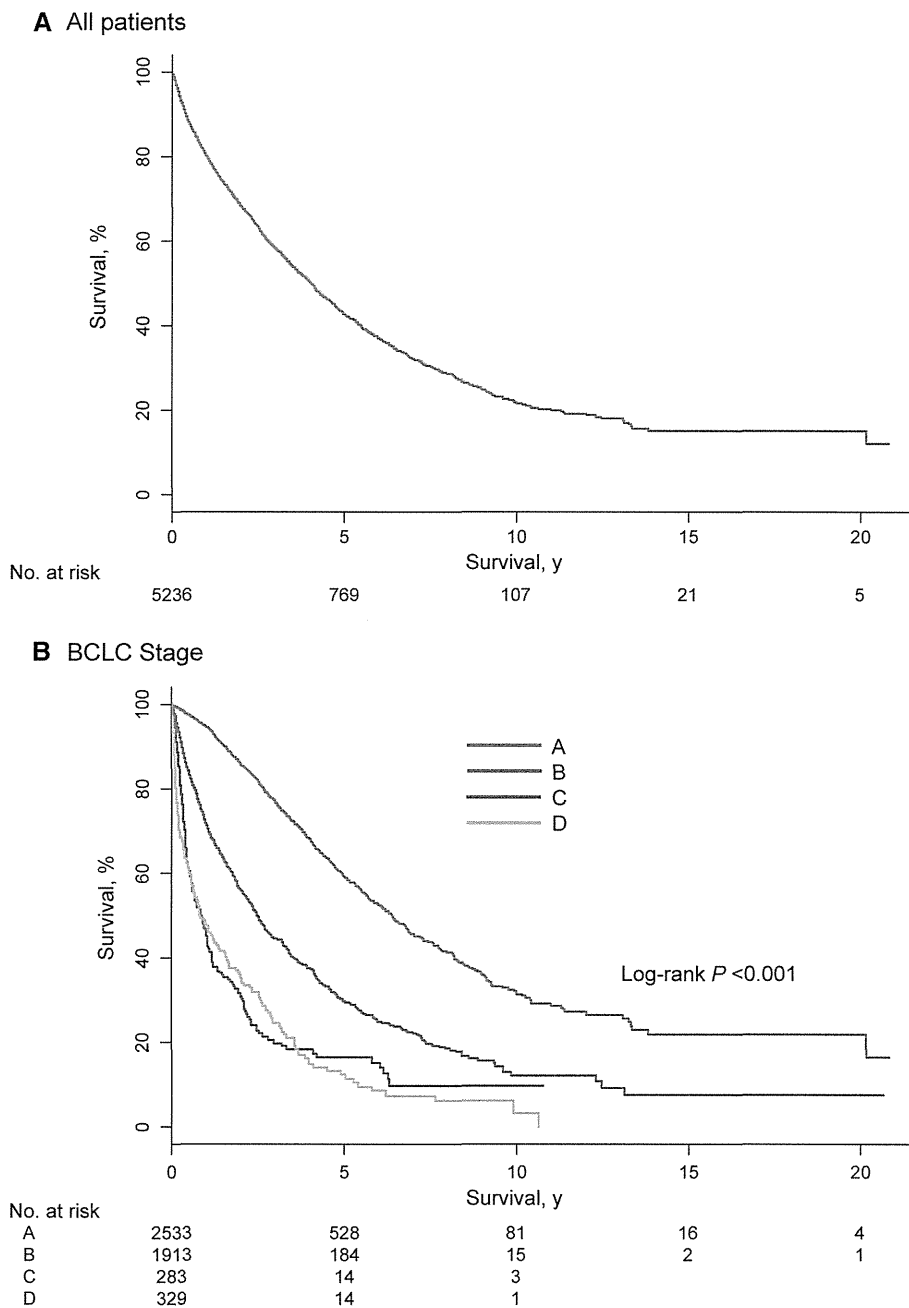 A All patients
100
80
60
40
20
0
Survival, %
0 5 10 15 20
Survival, y
No. at risk
5236 769 107 21 5
B BCLC Stage
100
80
60
40
20
0
Survival, %
A
B
C
D
Log-rank P <0.001
0 5 10 15 20
Survival, y
No. at risk
A 2533 528 81 16 4
B 1913 184 15 2 1
C 283 14 3
D 329 14 1